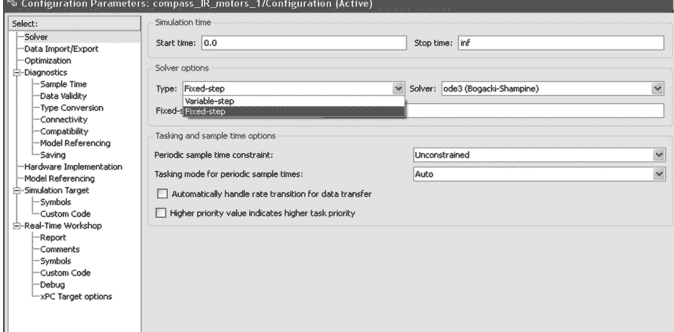 Configuration Parameters: compass_IR_motors_1/Configuration (Active)
Select:
Solver
Data Import/Export
Optimization
Diagnostics
Sample Time
Data Validity
Type Conversion
Connectivity
Compatibility
Model Referencing
Saving
Hardware Implementation
Model Referencing
Simulation Target
Symbols
Custom Code
Real-Time Workshop
Report
Comments
Symbols
Custom Code
Debug
xPC Target options
Simulation time
Start time: 0.0 Stop time: inf
Solver options
Type: Fixed-step Solver: ode3 (Bogacki-Shampine)
Variable-step
Fixed-s Fixed-step
Tasking and sample time options
Periodic sample time constraint: Unconstrained
Tasking mode for periodic sample times: Auto
Automatically handle rate transition for data transfer
Higher priority value indicates higher task priority